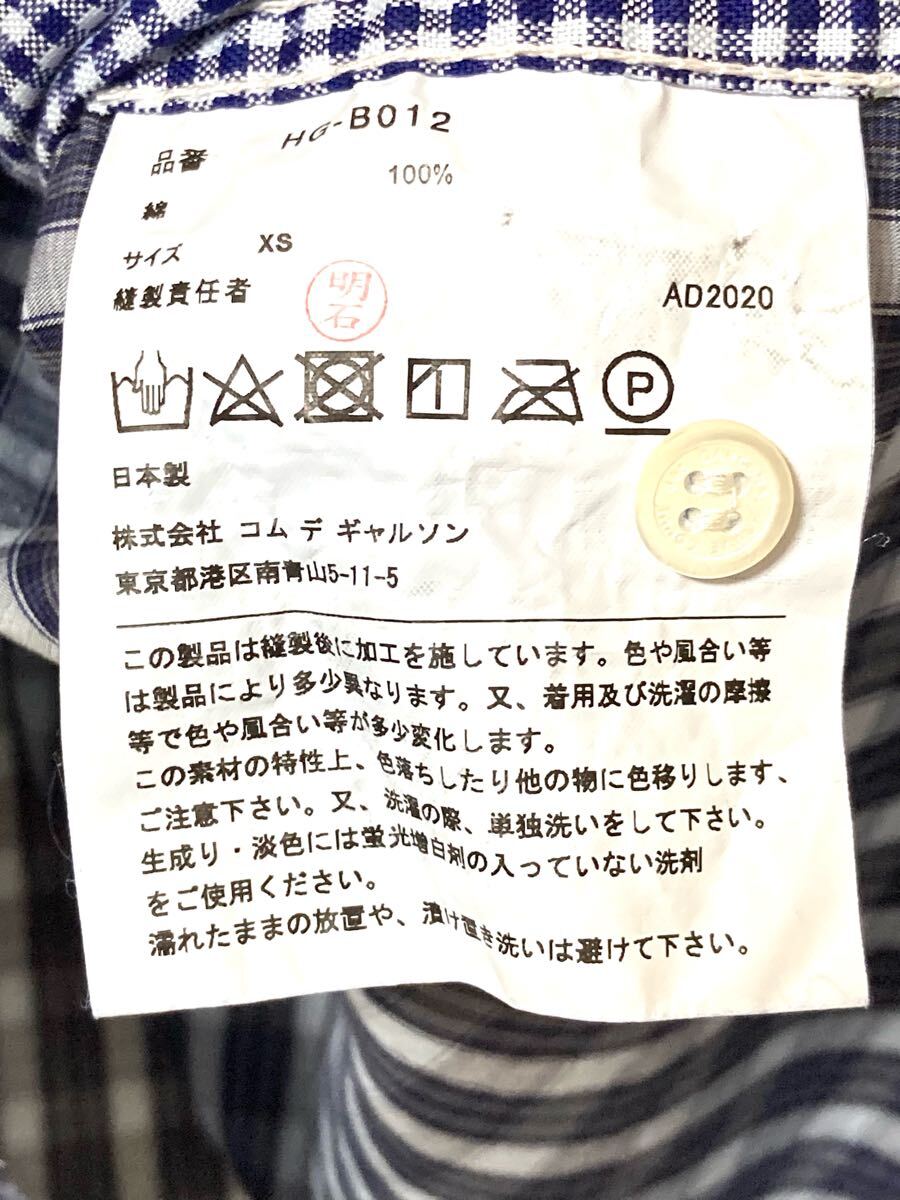 品番 HG-B012
綿 100%
サイズ XS
縫製責任者 明石 AD2020
P
日本製
株式会社 コム デ ギャルソン
東京都港区南青山5-11-5
この製品は縫製後に加工を施しています。色や風合い等
は製品により多少異なります。又、着用及び洗濯の摩擦
等で色や風合い等が多少変化します。
この素材の特性上、色落ちしたり他の物に色移りします、
ご注意下さい。又、洗濯の際、単独洗いをして下さい。
生成り・淡色には蛍光増白剤の入っていない洗剤
をご使用ください。
濡れたままの放置や、漬け置き洗いは避けて下さい。